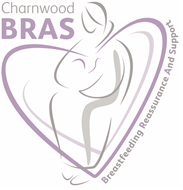 Charnwood
BRAS
Breastfeeding Reassurance And Support